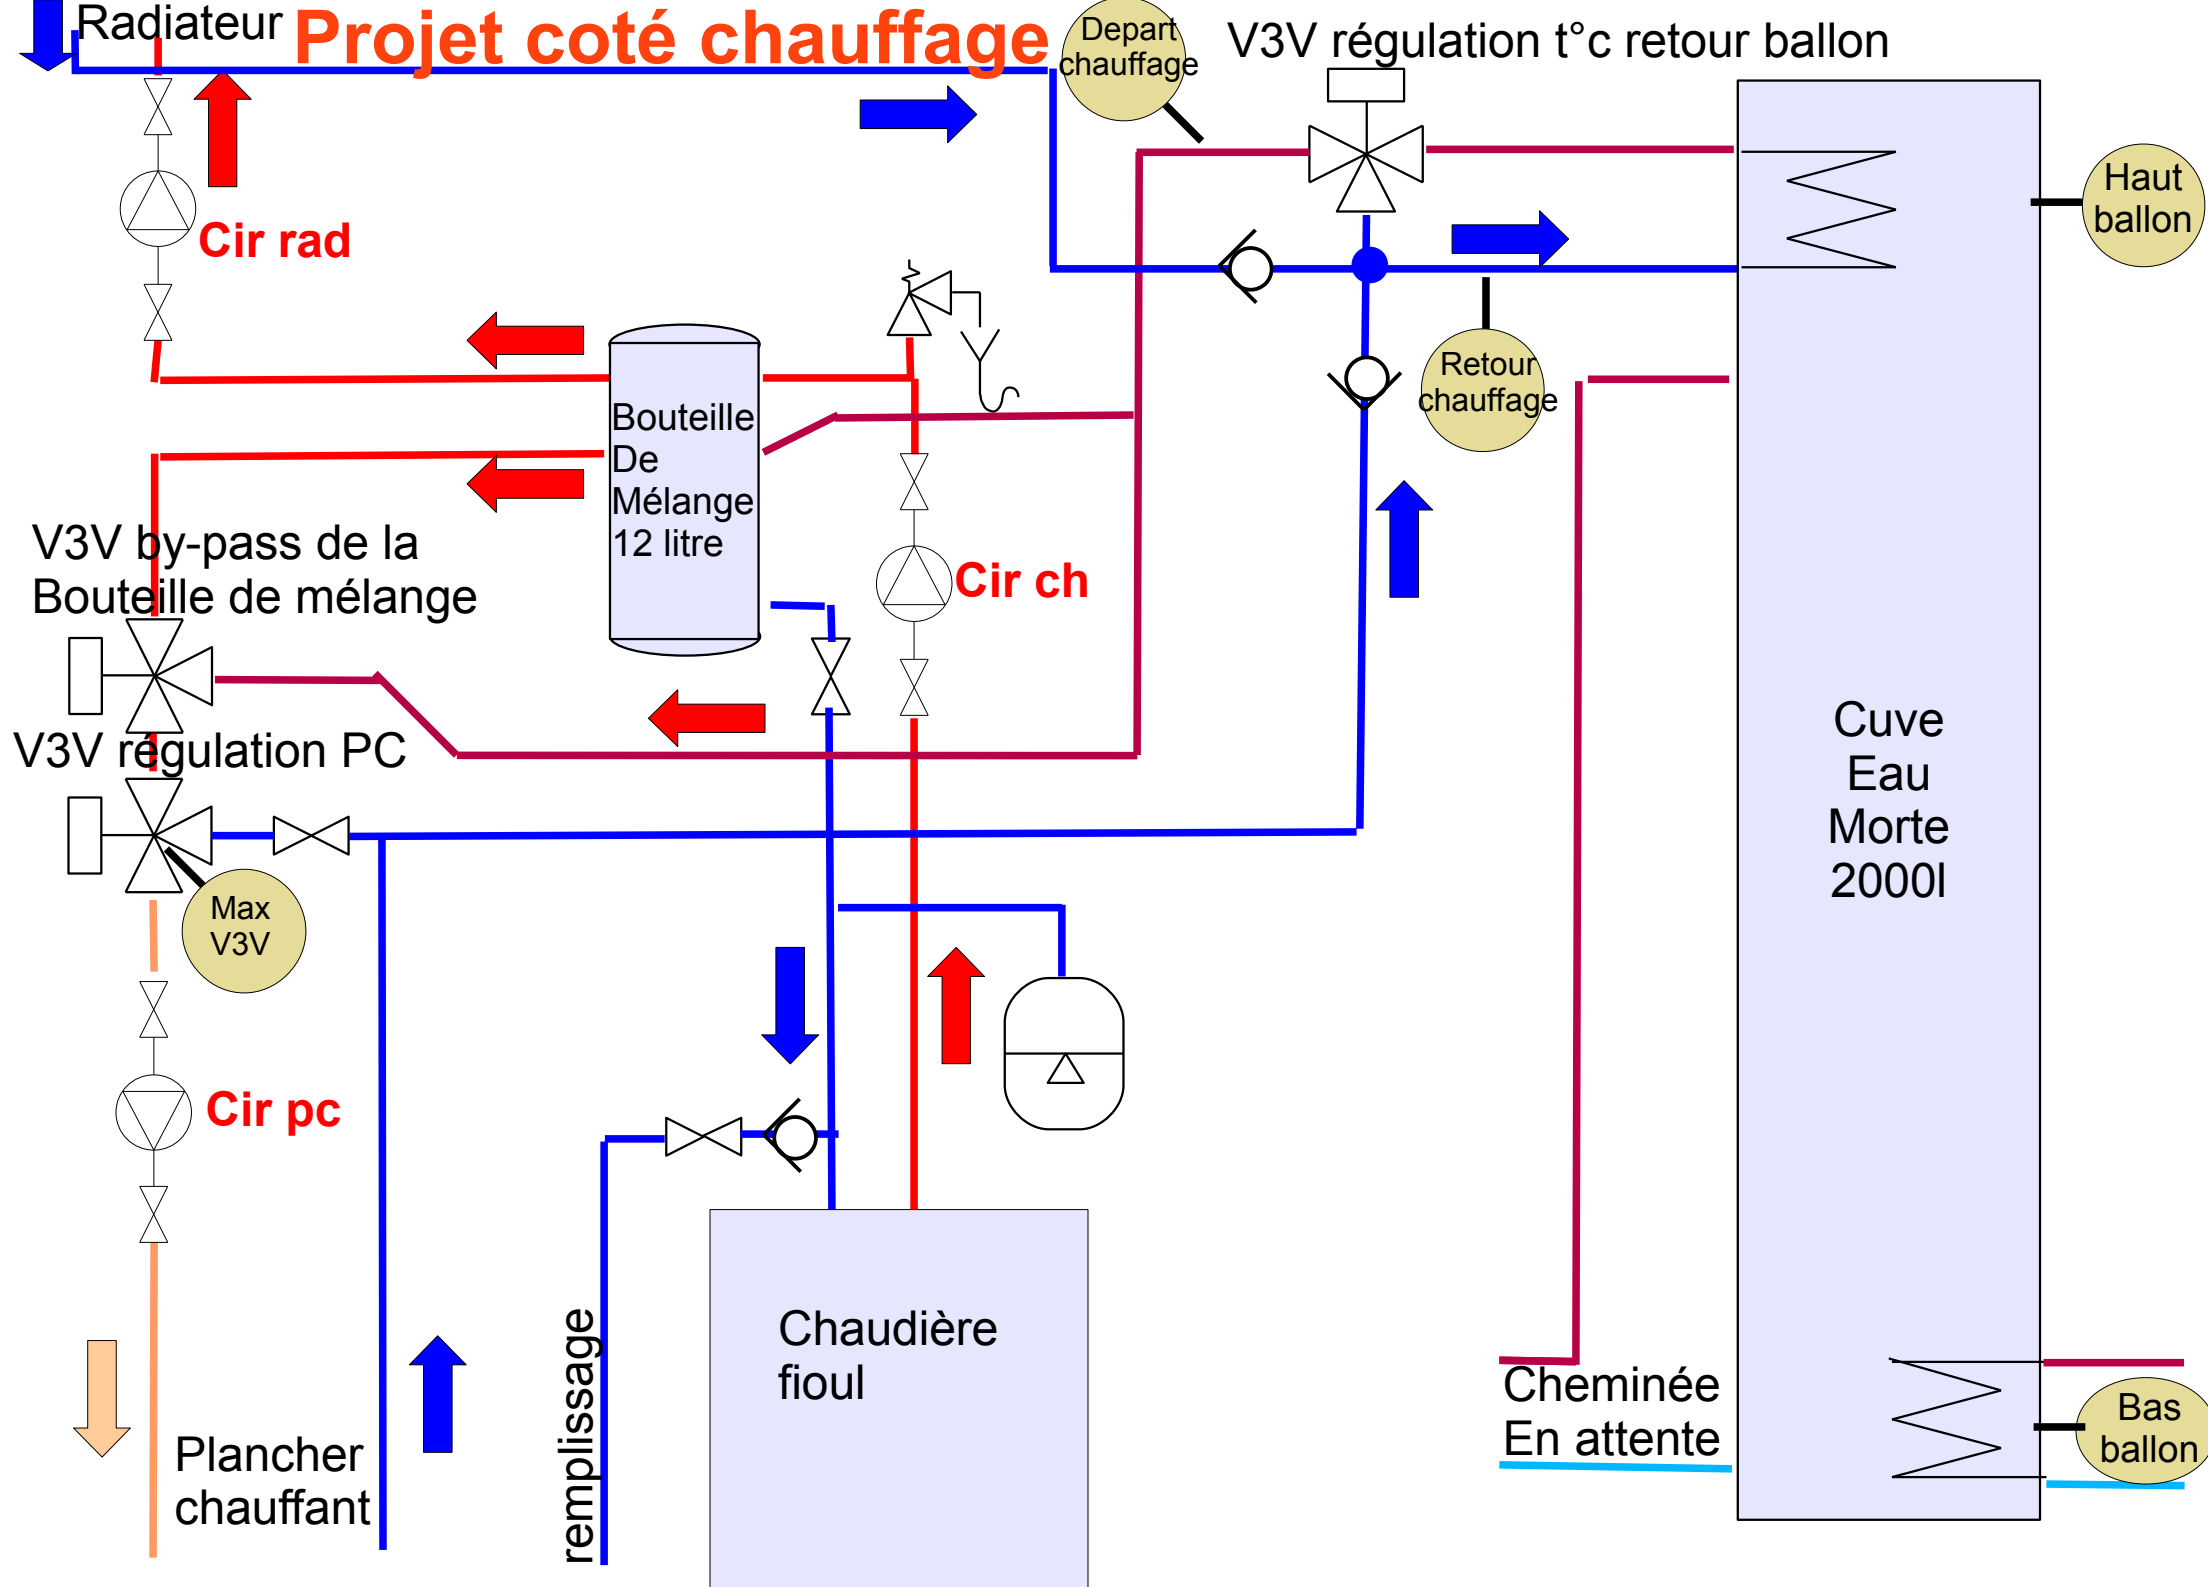 Radiateur
Projet coté chauffage
Depart
chauffage
V3V régulation t°c retour ballon
Haut
ballon
Cir rad
Retour
chauffage
Bouteille
De
Mélange
12 litre
V3V by-pass de la
Bouteille de mélange
Cir ch
V3V régulation PC
Cuve
Eau
Morte
2000l
Max
V3V
Cir pc
Chaudière
fioul
remplissage
Plancher
chauffant
Cheminée
En attente
Bas
ballon